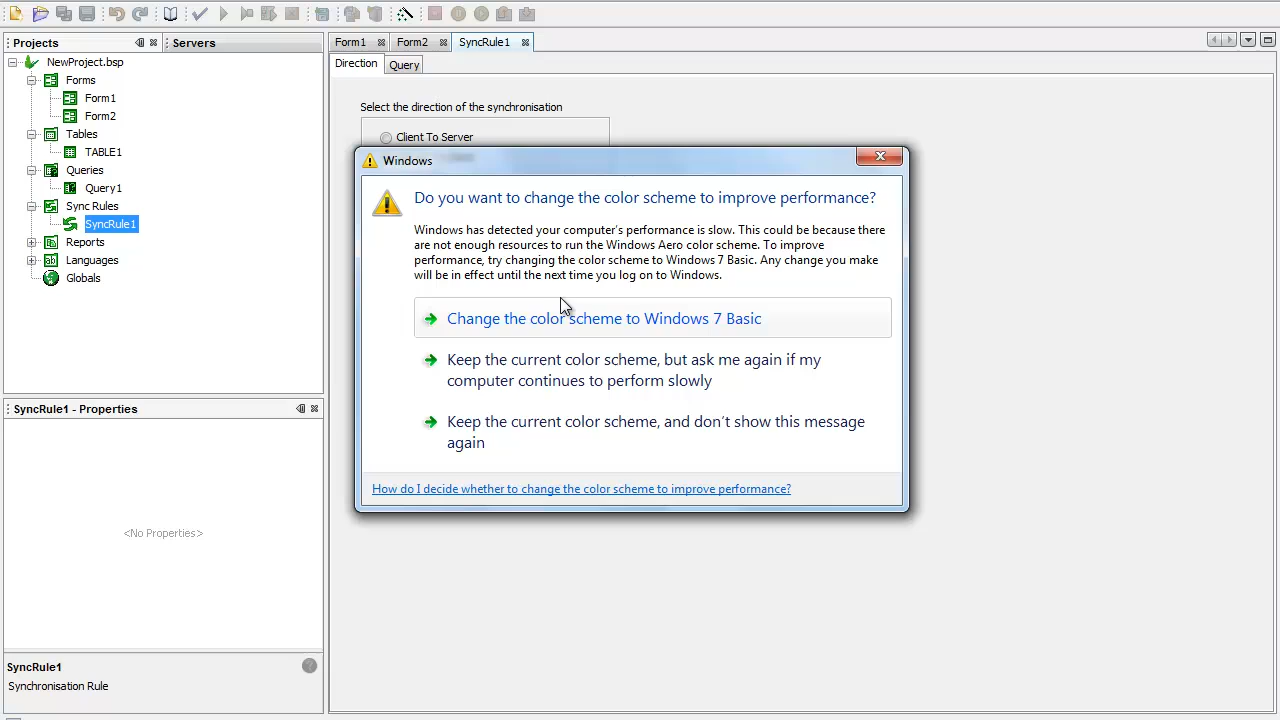 Projects
Servers
NewProject.bsp
Forms
Form1
Form2
Tables
TABLE1
Queries
Query1
Sync Rules
SyncRule1
Reports
Languages
Globals
SyncRule1 - Properties
<No Properties>
SyncRule1
Synchronisation Rule
Form1 Form2 SyncRule1
Direction Query
Select the direction of the synchronisation
Client To Server
Windows
Do you want to change the color scheme to improve performance?
Windows has detected your computer's performance is slow. This could be because there
are not enough resources to run the Windows Aero color scheme. To improve
performance, try changing the color scheme to Windows 7 Basic. Any change you make
will be in effect until the next time you log on to Windows.
Change the color scheme to Windows 7 Basic
Keep the current color scheme, but ask me again if my
computer continues to perform slowly
Keep the current color scheme, and don't show this message
again
How do I decide whether to change the color scheme to improve performance?